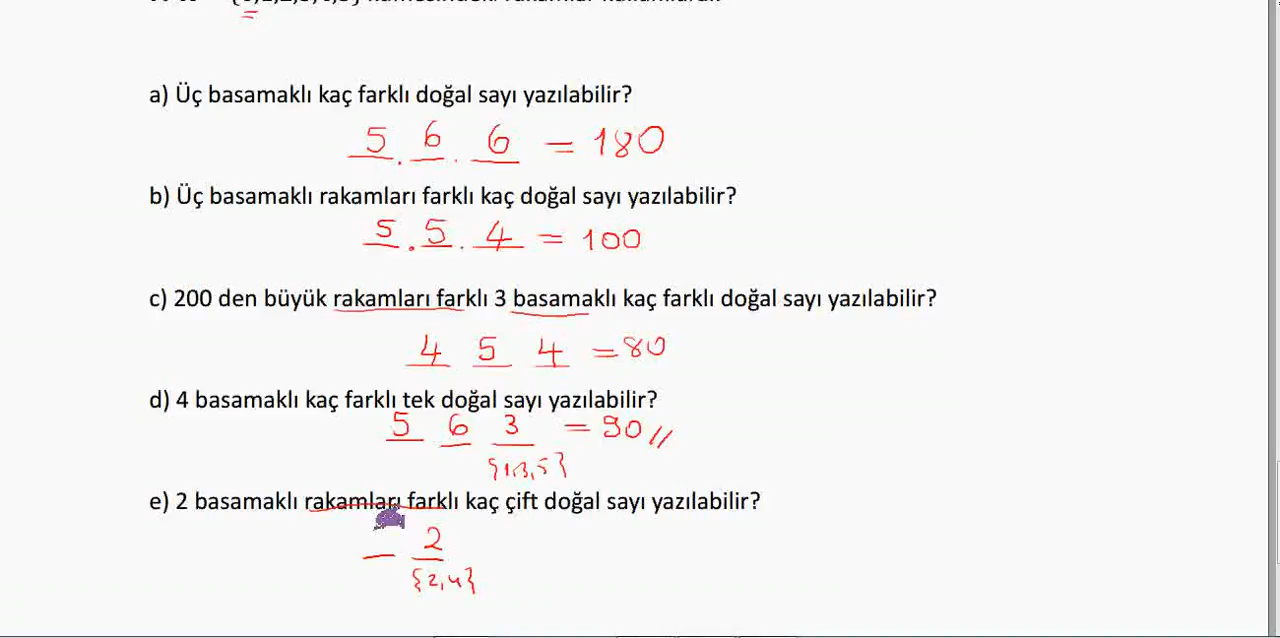 a) Üç basamaklı kaç farklı doğal sayı yazılabilir?
5 . 6 . 6 = 180
b) Üç basamaklı rakamları farklı kaç doğal sayı yazılabilir?
5 . 5 . 4 = 100
c) 200 den büyük rakamları farklı 3 basamaklı kaç farklı doğal sayı yazılabilir?
4 5 4 = 80
d) 4 basamaklı kaç farklı tek doğal sayı yazılabilir?
5 6 3 = 90 //
{1,3,5}
e) 2 basamaklı rakamları farklı kaç çift doğal sayı yazılabilir?
_ 2
{2,4}